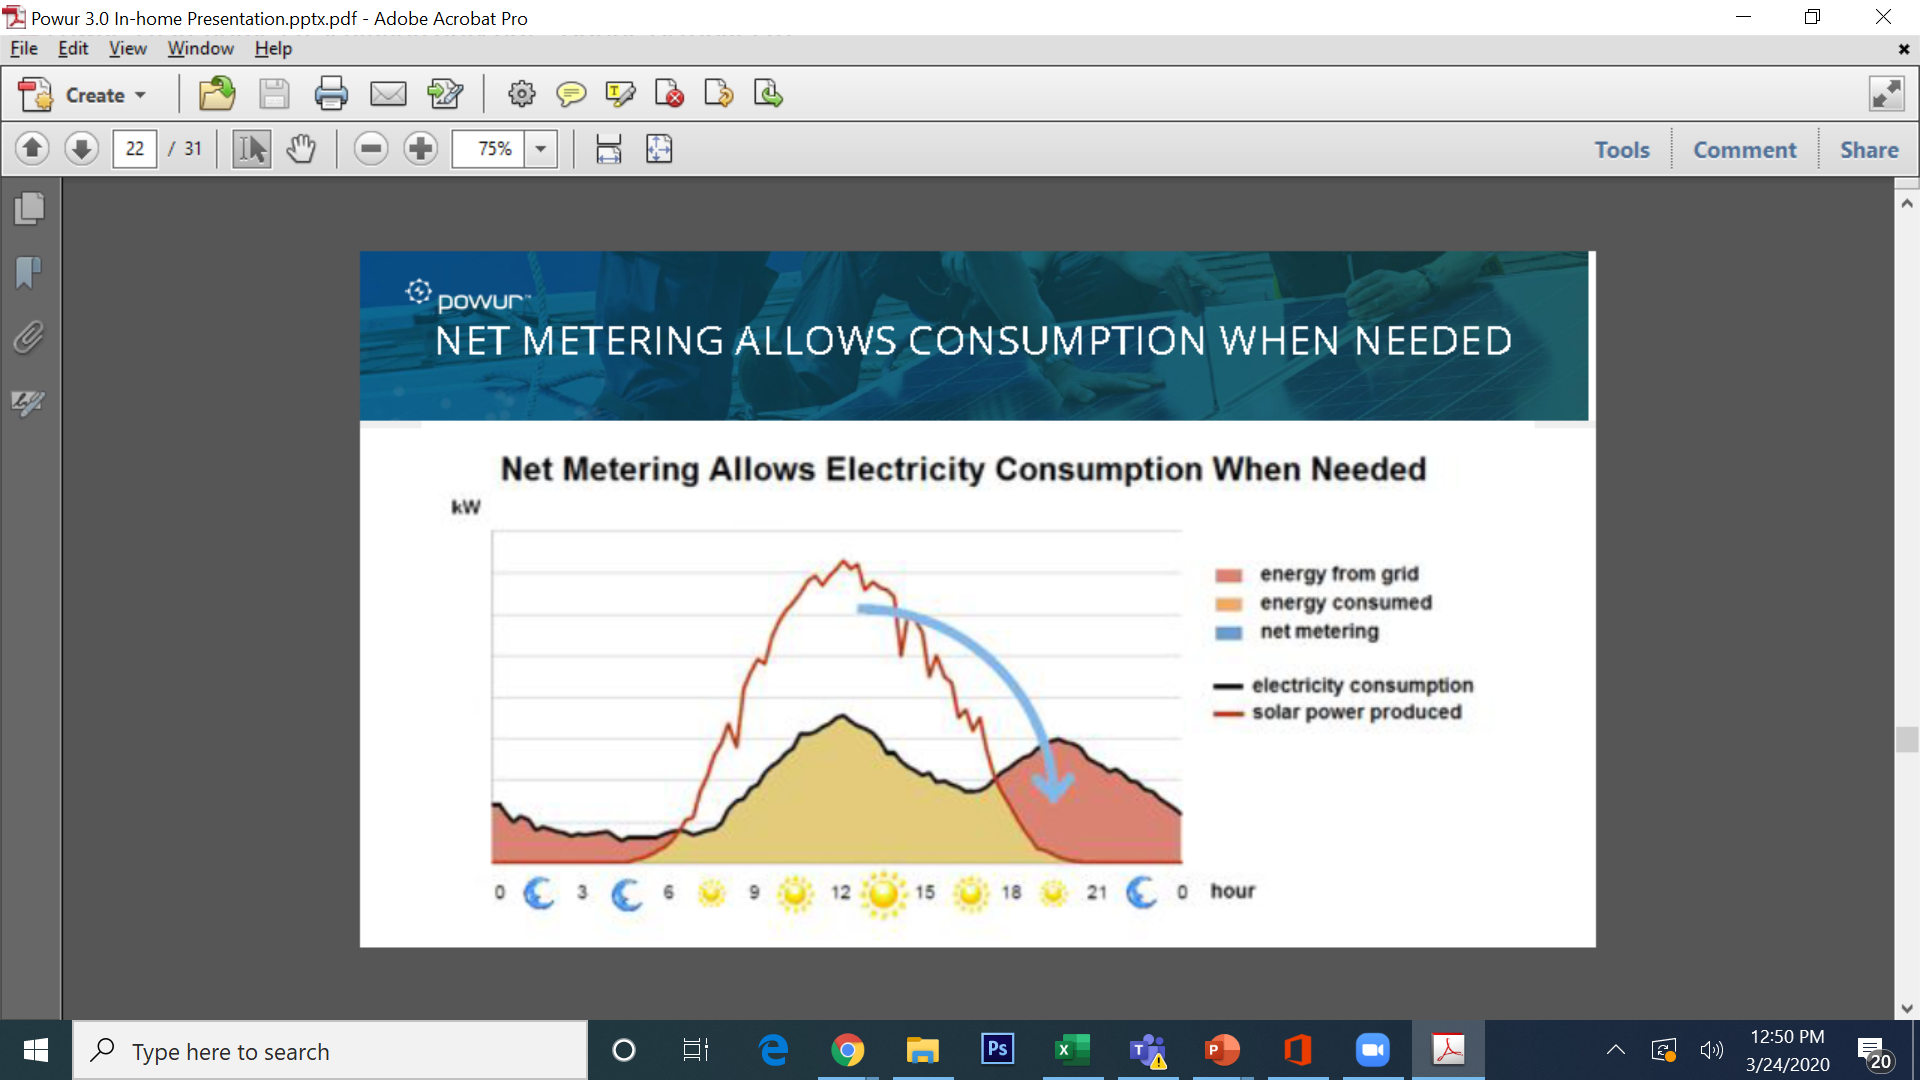 Powur 3.0 In-home Presentation.pptx.pdf - Adobe Acrobat Pro
File Edit View Window Help
Create
22 / 31 75% Tools Comment Share
powur
NET METERING ALLOWS CONSUMPTION WHEN NEEDED
Net Metering Allows Electricity Consumption When Needed
kW
energy from grid
energy consumed
net metering
electricity consumption
solar power produced
0 3 6 9 12 15 18 21 0 hour
Type here to search
Ps
12:50 PM
3/24/2020
20